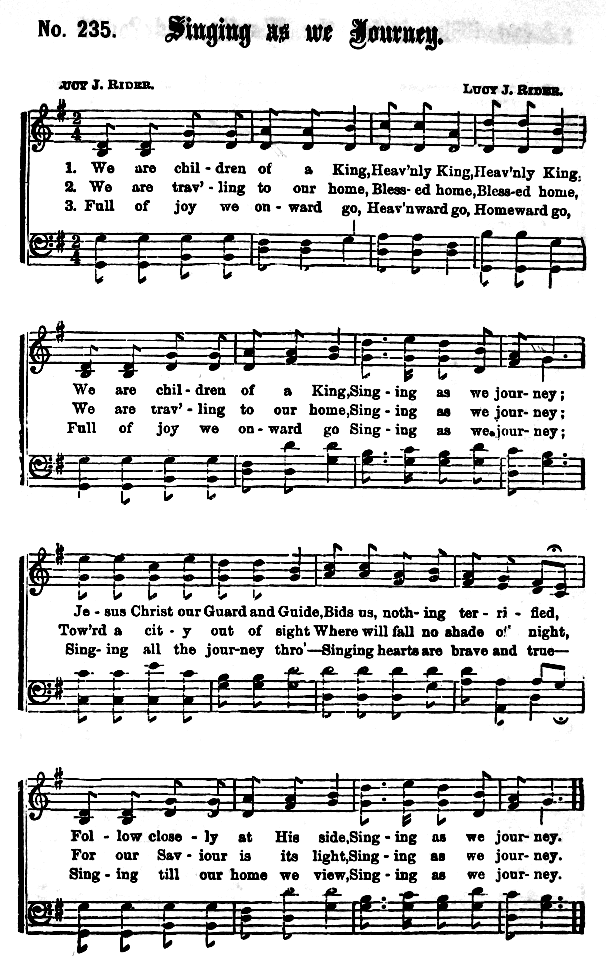 No. 235. Singing as we Journey.
UCY J. RIDER. LUCY J. RIDER.
2 4
1. We are chil - dren of a King, Heav'nly King, Heav'nly King;
2. We are trav' - ling to our home, Bless - ed home, Bless-ed home,
3. Full of joy we on - ward go, Heav'nward go, Homeward go,
2 4
We are chil - dren of a King, Sing - ing as we jour - ney;
We are trav' - ling to our home, Sing - ing as we jour - ney;
Full of joy we on - ward go Sing - ing as we jour - ney;
Je - sus Christ our Guard and Guide, Bids us, noth - ing ter - ri - fied,
Tow'rd a cit - y out of sight Where will fall no shade of night,
Sing - ing all the jour-ney thro'—Singing hearts are brave and true—
Fol - low close - ly at His side, Sing - ing as we jour - ney.
For our Sav - iour is its light, Sing - ing as we jour - ney.
Sing - ing till our home we view, Sing - ing as we jour - ney.